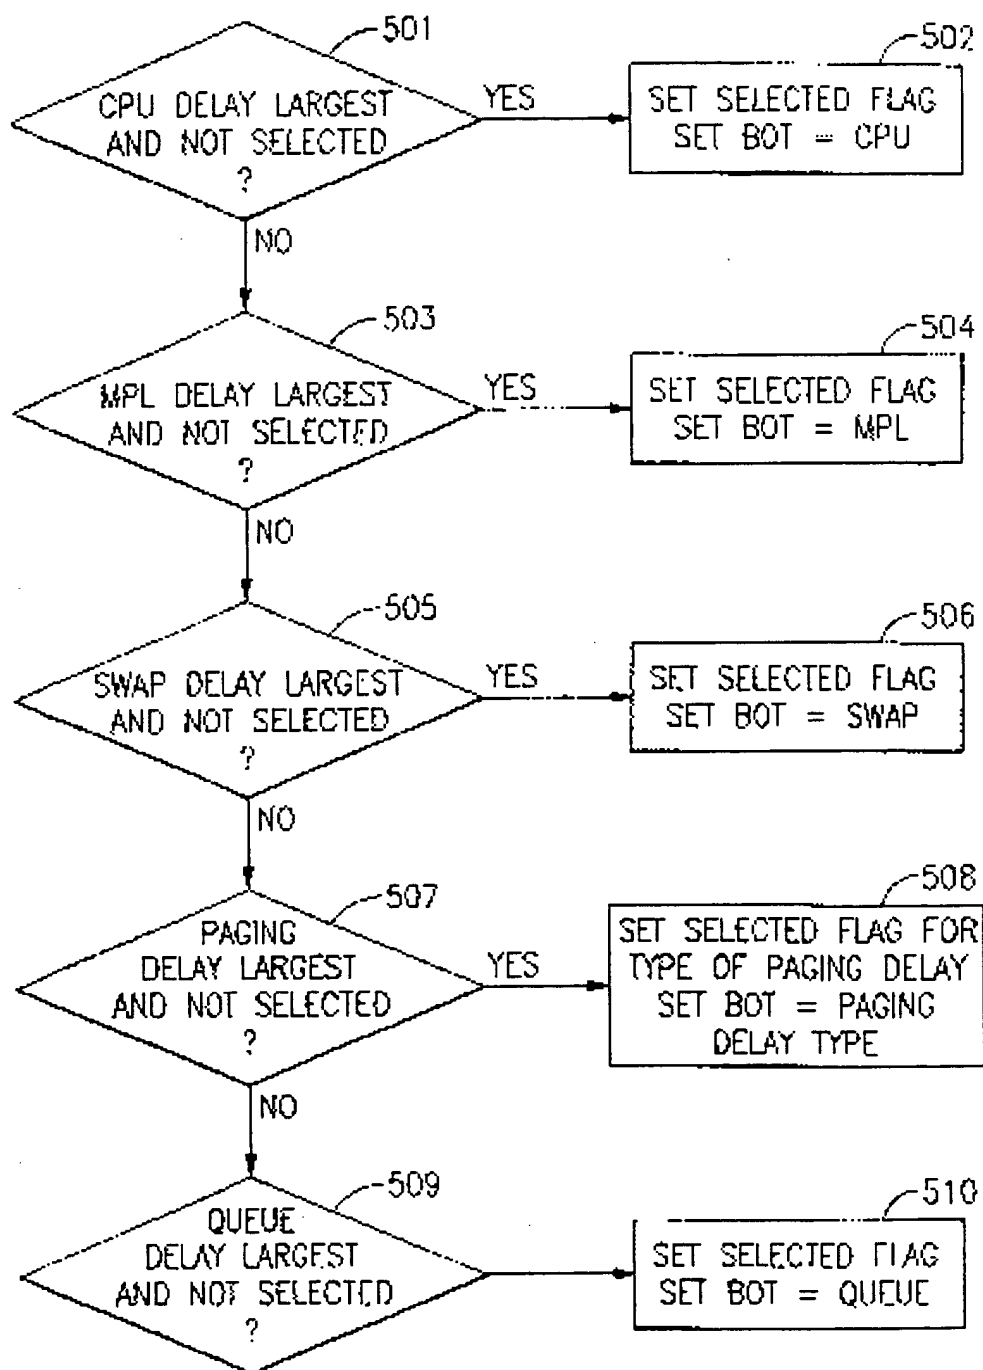 501
CPU DELAY LARGEST
AND NOT SELECTED
?
YES
502
SET SELECTED FLAG
SET BOT = CPU
NO
503
MPL DELAY LARGEST
AND NOT SELECTED
?
YES
504
SET SELECTED FLAG
SET BOT = MPL
NO
505
SWAP DELAY LARGEST
AND NOT SELECTED
?
YES
506
SET SELECTED FLAG
SET BOT = SWAP
NO
507
PAGING
DELAY LARGEST
AND NOT SELECTED
?
YES
508
SET SELECTED FLAG FOR
TYPE OF PAGING DELAY
SET BOT = PAGING
DELAY TYPE
NO
509
QUEUE
DELAY LARGEST
AND NOT SELECTED
?
510
SET SELECTED FLAG
SET BOT = QUEUE